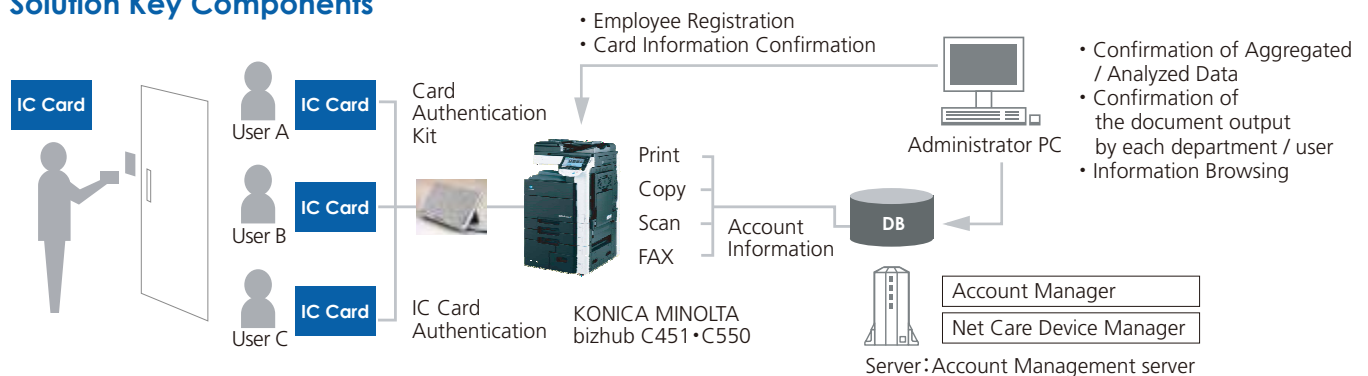 Solution Key Components
• Employee Registration
• Card Information Confirmation
IC Card
User A
IC Card
Card
Authentication
Kit
User B
IC Card
User C
IC Card
IC Card
Authentication
Print
Copy
Scan
FAX
KONICA MINOLTA
bizhub C451•C550
Account
Information
DB
Administrator PC
• Confirmation of Aggregated
/ Analyzed Data
• Confirmation of
the document output
by each department / user
• Information Browsing
Account Manager
Net Care Device Manager
Server：Account Management server